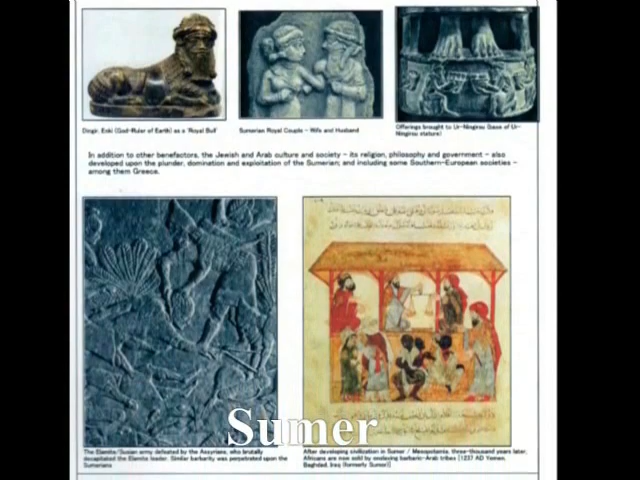 Dingir, Enki (God-Ruler of Earth) as a 'Royal Bull'
Sumerian Royal Couple - Wife and Husband
Offerings brought to Ur-Ningirsu (base of Ur-
Ningirsu statue)
In addition to other benefactors, the Jewish and Arab culture and society - its religion, philosophy and government - also
developed upon the plunder, domination and exploitation of the Sumerian; and including some Southern-European societies -
among them Greece.
Sumer
The Elamite/Susian army defeated by the Assyrians, who brutally
decapitated the Elamite leader. Similar barbarity was perpetrated upon the
Sumerians
After developing civilization in Sumer / Mesopotamia, three-thousand years later,
Africans are now sold by enslaving barbaric-Arab tribes [1237 AD Yemen,
Baghdad, Iraq (formerly Sumer)]